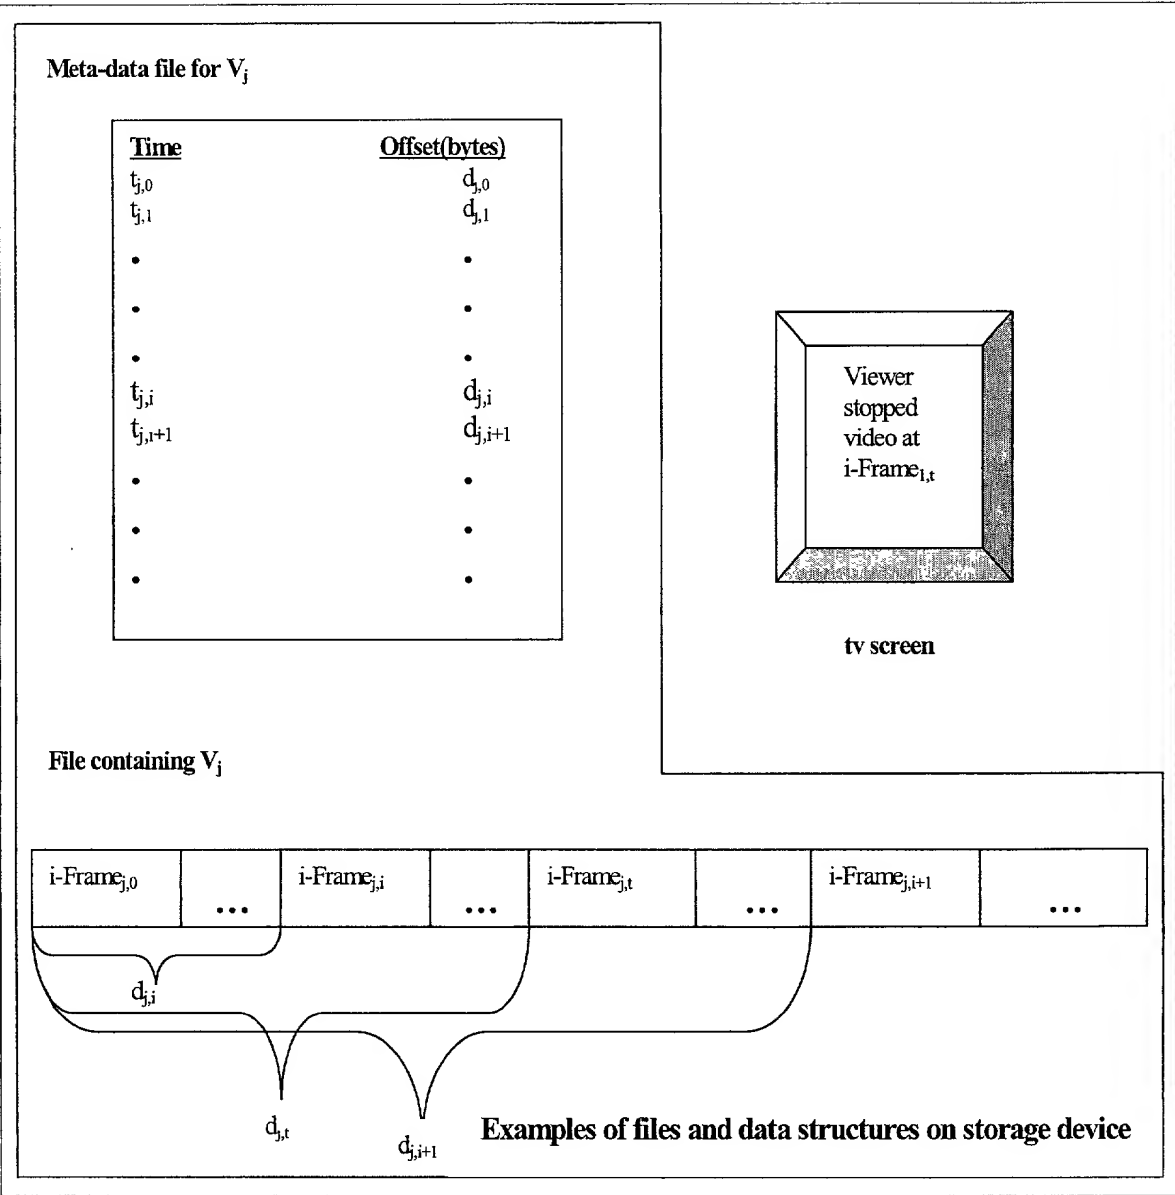 Meta-data file for Vj
Time Offset(bytes)
tj,0 dj,0
tj,1 dj,1
tj,i dj,i
tj,i+1 dj,i+1
Viewer
stopped
video at
i-Frame1,t
tv screen
File containing Vj
i-Framej,0 ... i-Framej,i ... i-Framej,t ... i-Framej,i+1 ...
dj,i
dj,t
dj,i+1
Examples of files and data structures on storage device